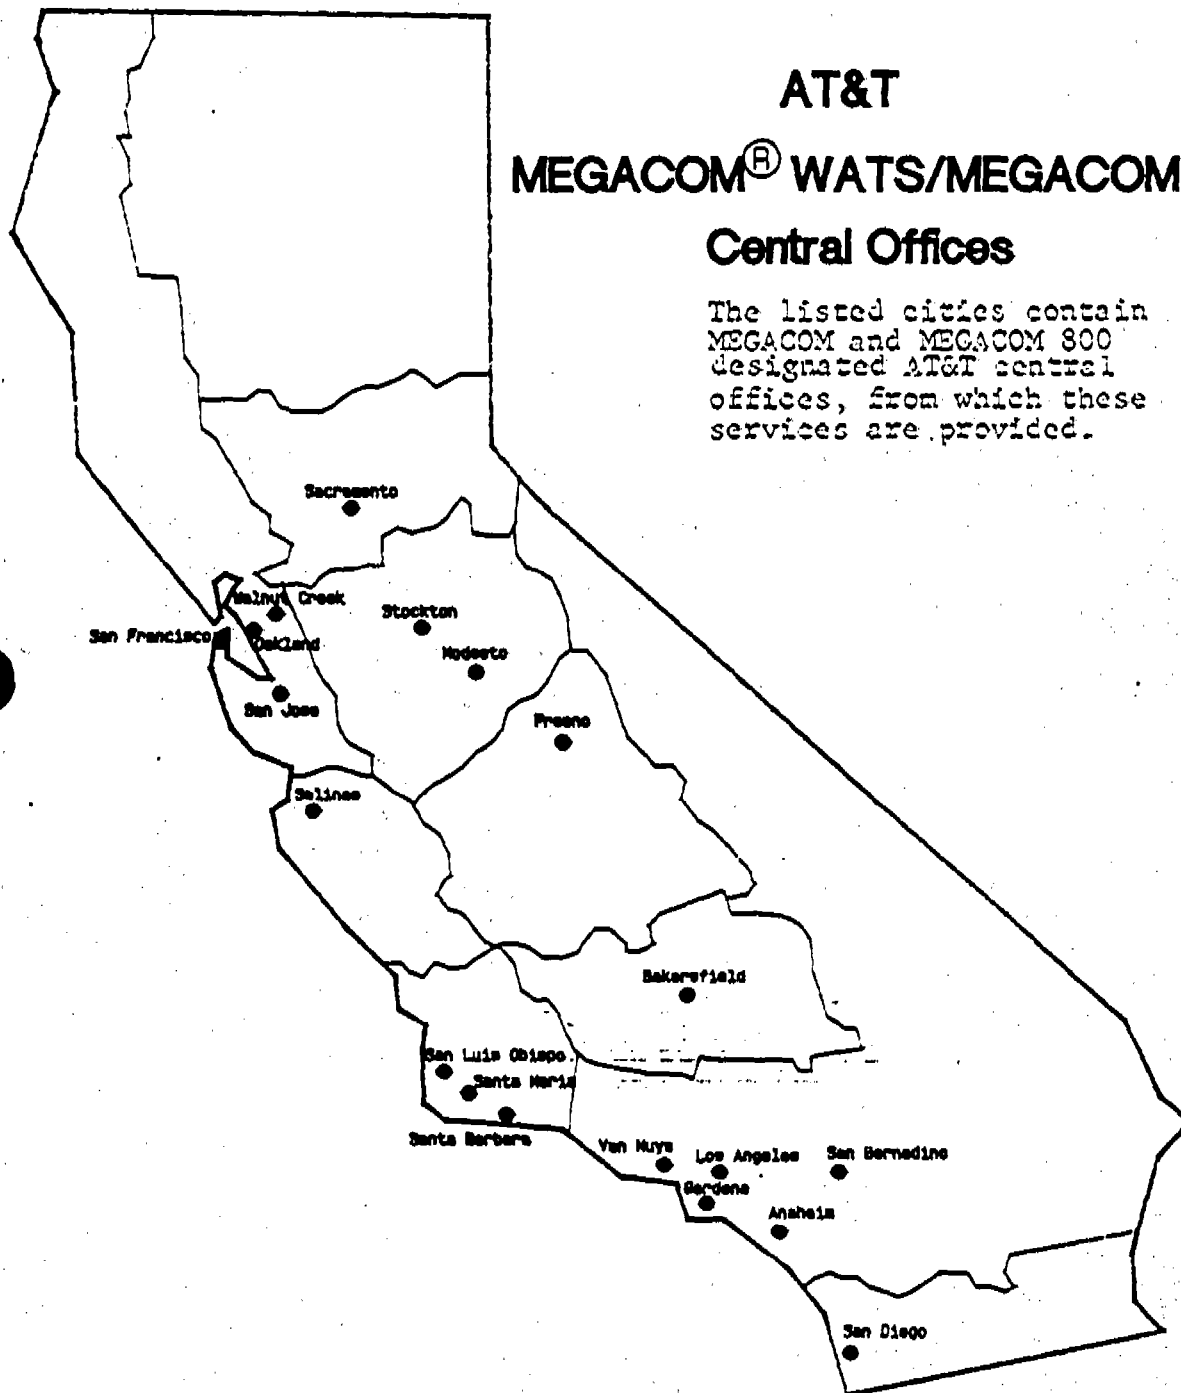 AT&T
MEGACOM® WATS/MEGACOM
Central Offices
The listed cities contain
MEGACOM and MEGACOM 800
designated AT&T central
offices, from which these
services are provided.
Sacramento
Walnut Creek
Stockton
San Francisco
Oakland
Modesto
San Jose
Fresno
Salinas
Bakersfield
San Luis Obispo
Santa Maria
Santa Barbara
Van Nuys
Los Angeles
San Bernadino
Gardena
Anaheim
San Diego